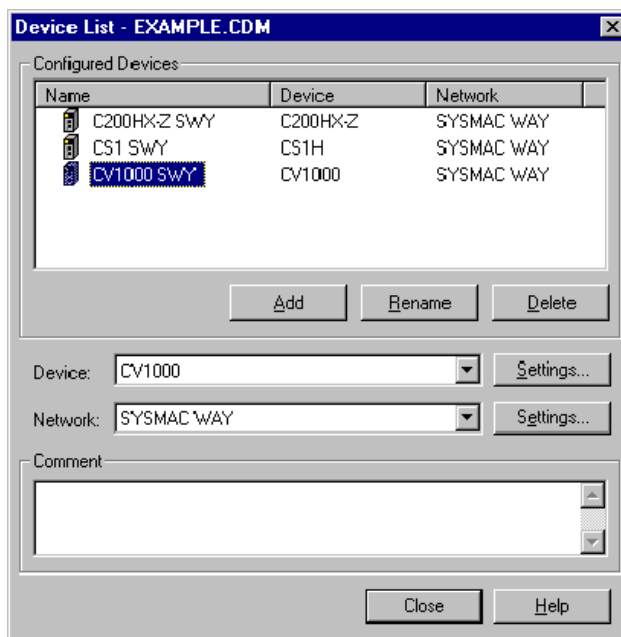 Device List - EXAMPLE.CDM
Configured Devices
Name Device Network
C200HX-Z SWY C200HX-Z SYSMAC WAY
CS1 SWY CS1H SYSMAC WAY
CV1000 SWY CV1000 SYSMAC WAY
Add Rename Delete
Device: CV1000 Settings...
Network: SYSMAC WAY Settings...
Comment
Close Help